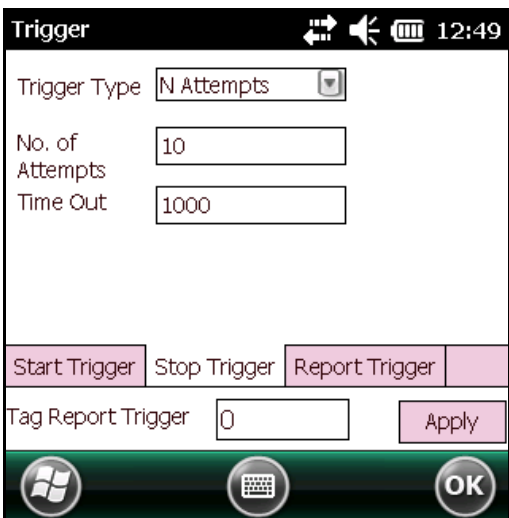 Trigger 12:49
Trigger Type N Attempts
No. of
Attempts 10
Time Out 1000
Start Trigger Stop Trigger Report Trigger
Tag Report Trigger 0 Apply
OK